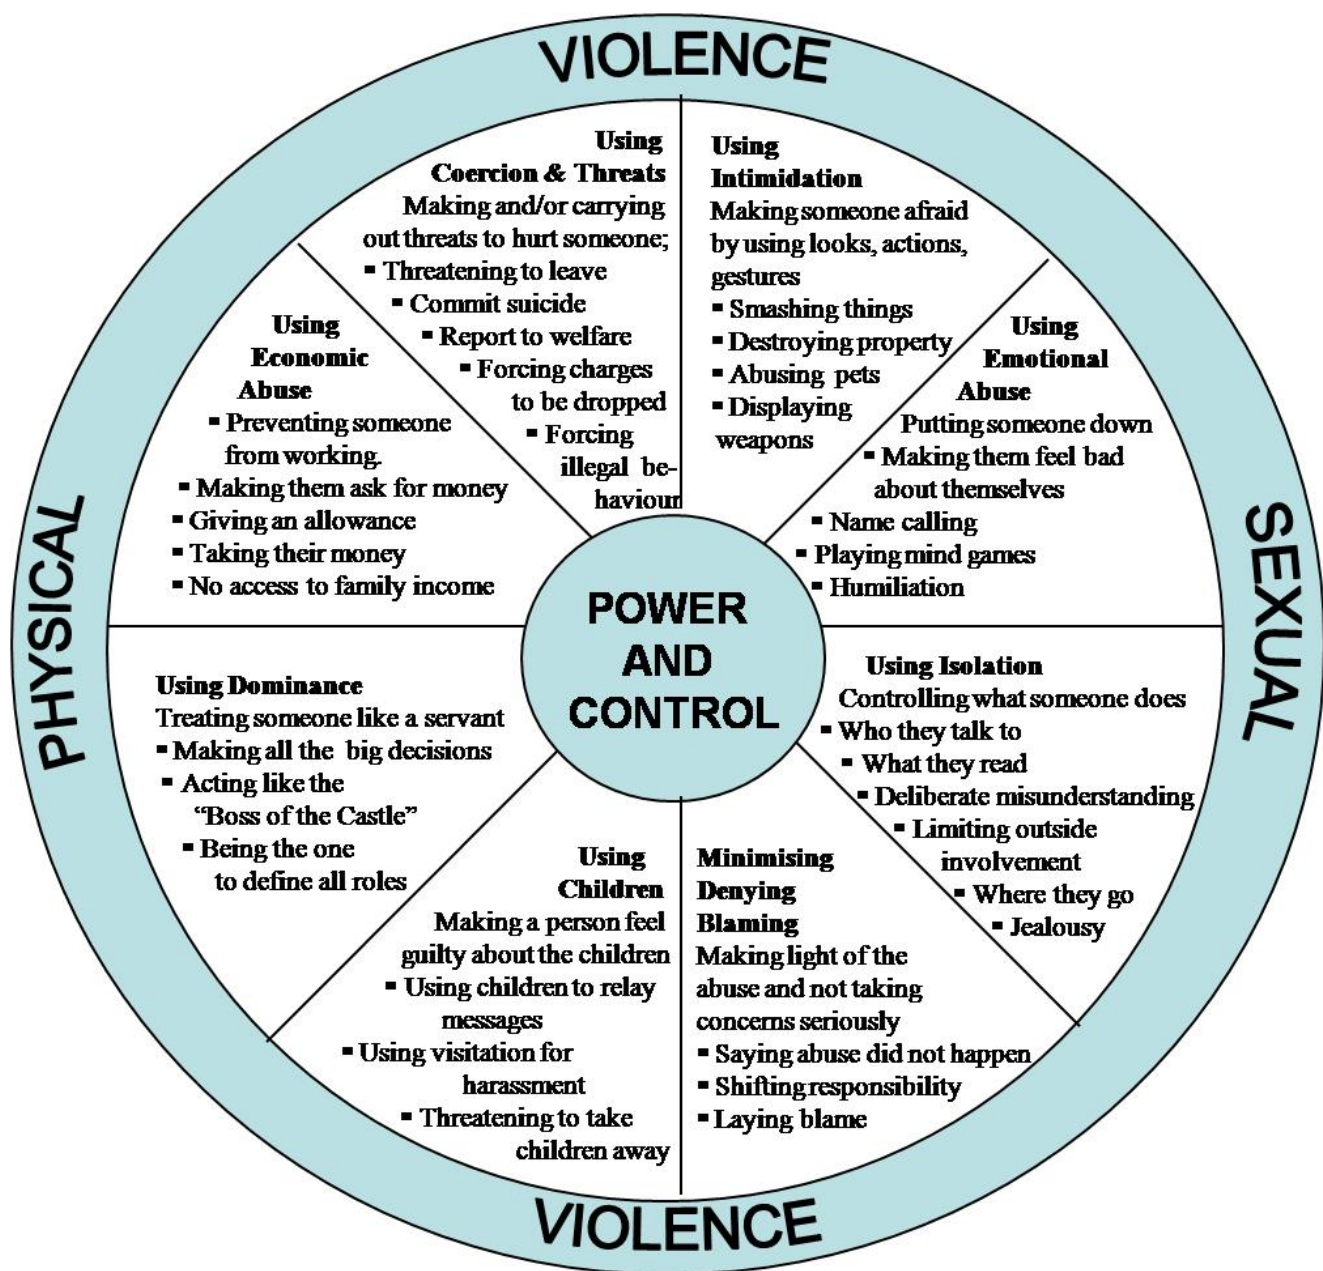 VIOLENCE
Using
Coercion & Threats
Making and/or carrying
out threats to hurt someone;
▪ Threatening to leave
▪ Commit suicide
▪ Report to welfare
▪ Forcing charges
to be dropped
▪ Forcing
illegal be-
haviour
Using
Intimidation
Making someone afraid
by using looks, actions,
gestures
▪ Smashing things
▪ Destroying property
▪ Abusing pets
▪ Displaying
weapons
Using
Emotional
Abuse
Putting someone down
▪ Making them feel bad
about themselves
▪ Name calling
▪ Playing mind games
▪ Humiliation
SEXUAL
Using Isolation
Controlling what someone does
▪ Who they talk to
▪ What they read
▪ Deliberate misunderstanding
▪ Limiting outside
involvement
▪ Where they go
▪ Jealousy
Minimising
Denying
Blaming
Making light of the
abuse and not taking
concerns seriously
▪ Saying abuse did not happen
▪ Shifting responsibility
▪ Laying blame
VIOLENCE
Using
Children
Making a person feel
guilty about the children
▪ Using children to relay
messages
▪ Using visitation for
harassment
▪ Threatening to take
children away
Using Dominance
Treating someone like a servant
▪ Making all the big decisions
▪ Acting like the
“Boss of the Castle”
▪ Being the one
to define all roles
PHYSICAL
Using
Economic
Abuse
▪ Preventing someone
from working.
▪ Making them ask for money
▪ Giving an allowance
▪ Taking their money
▪ No access to family income
POWER
AND
CONTROL